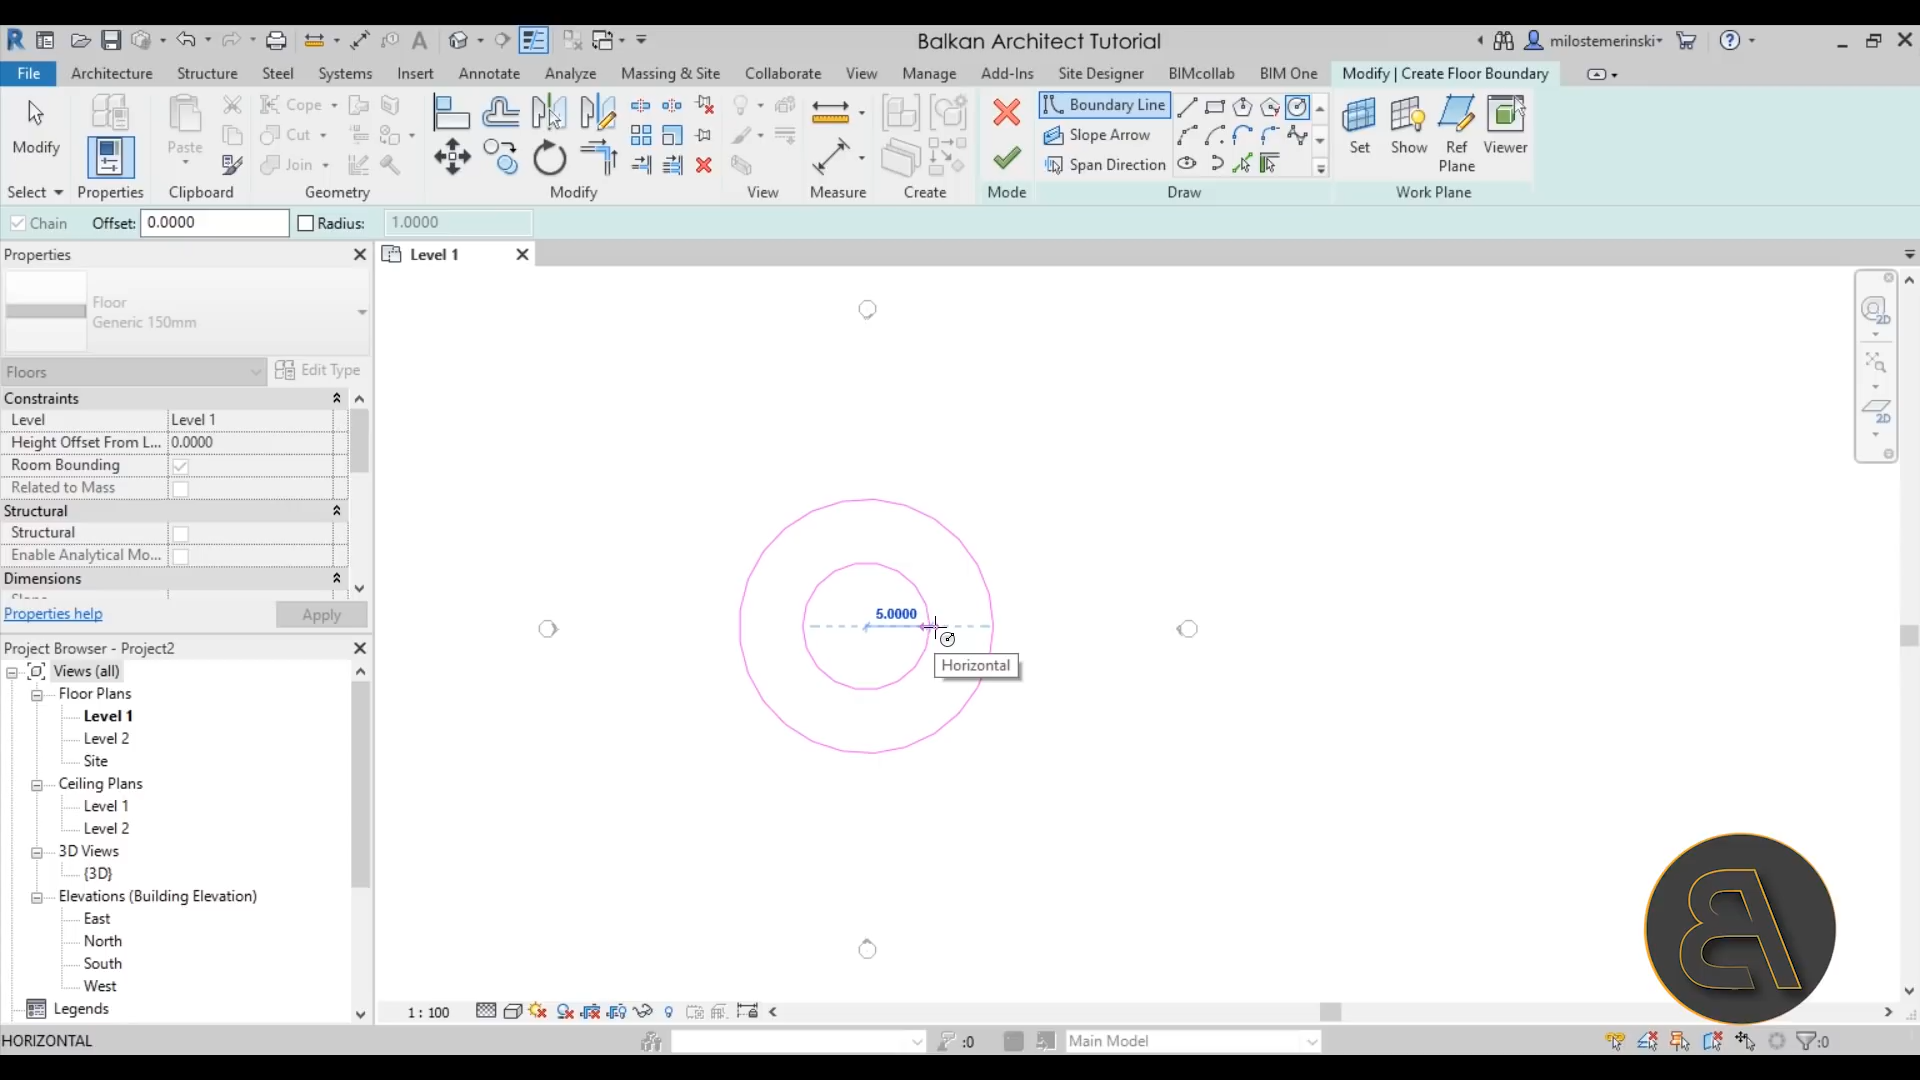 Balkan Architect Tutorial
milostemerinski
File Architecture Structure Steel Systems Insert Annotate Analyze Massing & Site Collaborate View Manage Add-Ins Site Designer BIMcollab BIM One Modify | Create Floor Boundary
Modify
Paste
Cope
Cut
Join
Boundary Line
Slope Arrow
Span Direction
Set
Show
Ref
Plane
Viewer
Select Properties Clipboard Geometry Modify View Measure Create Mode Draw Work Plane
Chain Offset: 0.0000 Radius: 1.0000
Properties
Level 1
Floor
Generic 150mm
Floors Edit Type
Constraints
Level Level 1
Height Offset From L... 0.0000
Room Bounding
Related to Mass
Structural
Structural
Enable Analytical Mo...
Dimensions
Properties help Apply
Project Browser - Project2
Views (all)
Floor Plans
Level 1
Level 2
Site
Ceiling Plans
Level 1
Level 2
3D Views
{3D}
Elevations (Building Elevation)
East
North
South
West
Legends
5.0000
Horizontal
2D
2D
1 : 100
HORIZONTAL
:0
Main Model
:0